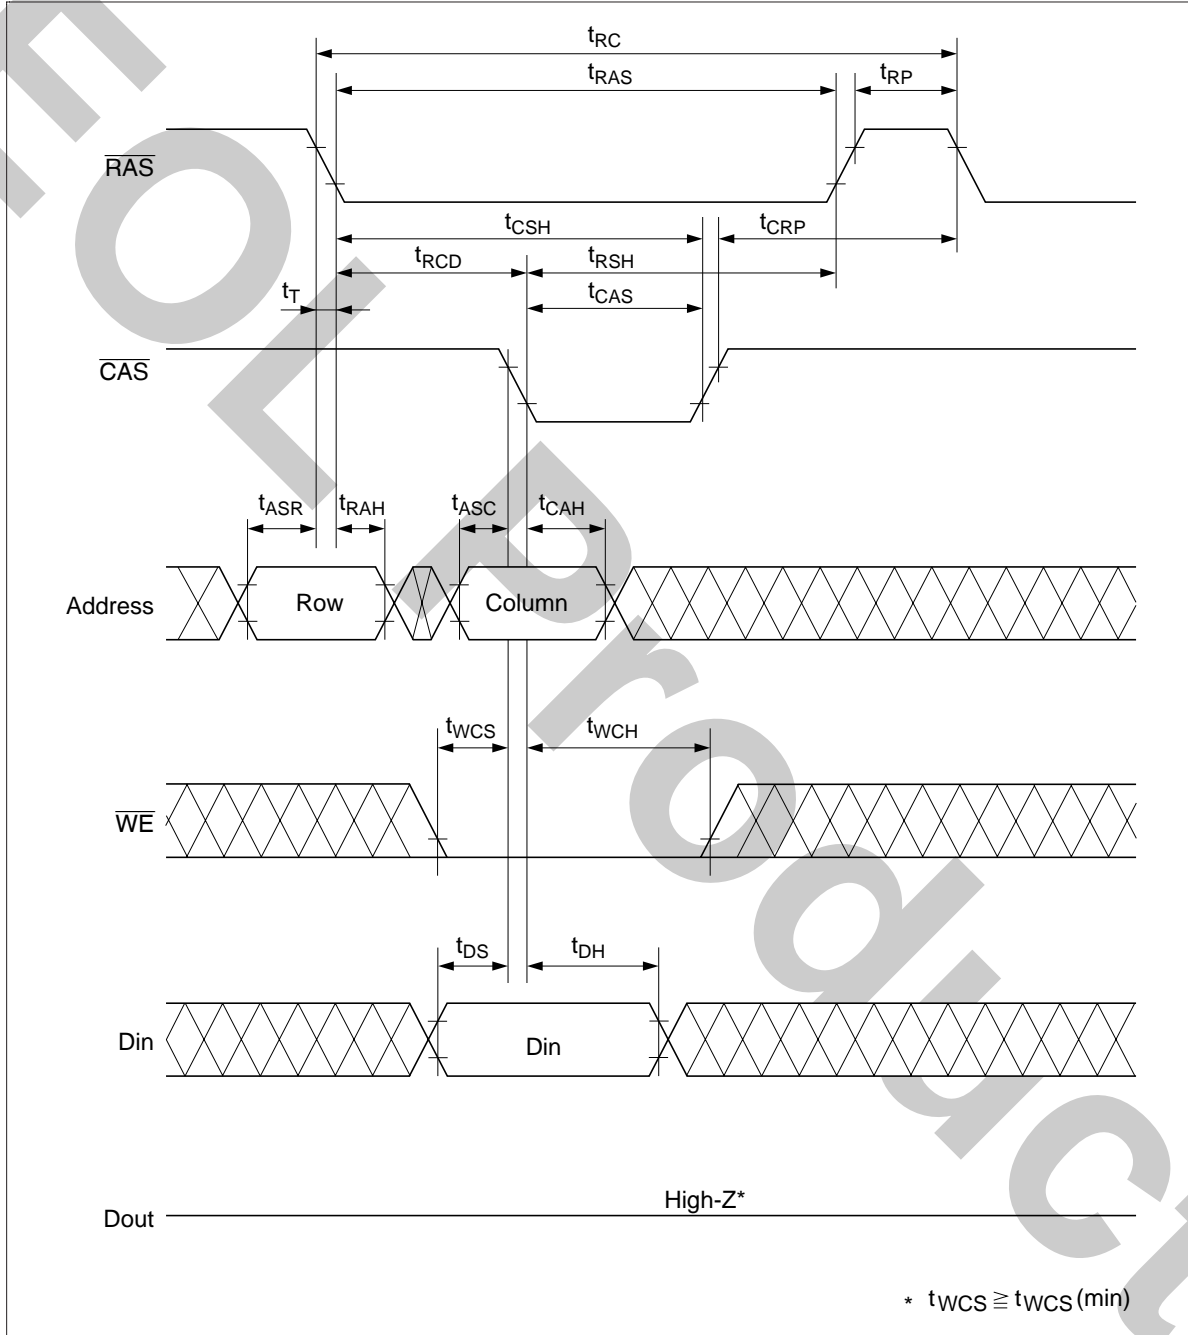 tRC
tRAS
tRP
RAS
tCSH
tCRP
tRCD
tRSH
tT
tCAS
CAS
tASR
tRAH
tASC
tCAH
Address
Row
Column
tWCS
tWCH
WE
tDS
tDH
Din
Din
High-Z*
Dout
* tWCS ≧ tWCS (min)
EOL Product